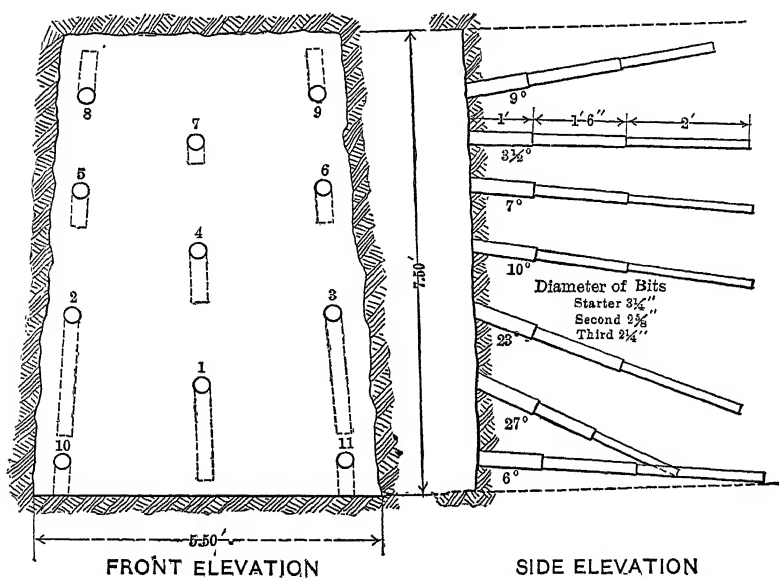 8
9
7
5
6
4
2
3
1
10
11
5.50′
FRONT ELEVATION
7.50′
9°
1′ 1′-6″ 2′
3½°
7°
10°
Diameter of Bits
Starter 3¼″
Second 2⅝″
Third 2¼″
23°
27°
6°
SIDE ELEVATION